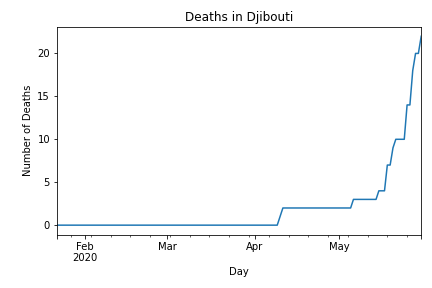 Deaths in Djibouti
20
15
10
5
0
Number of Deaths
Feb
2020
Mar
Apr
May
Day